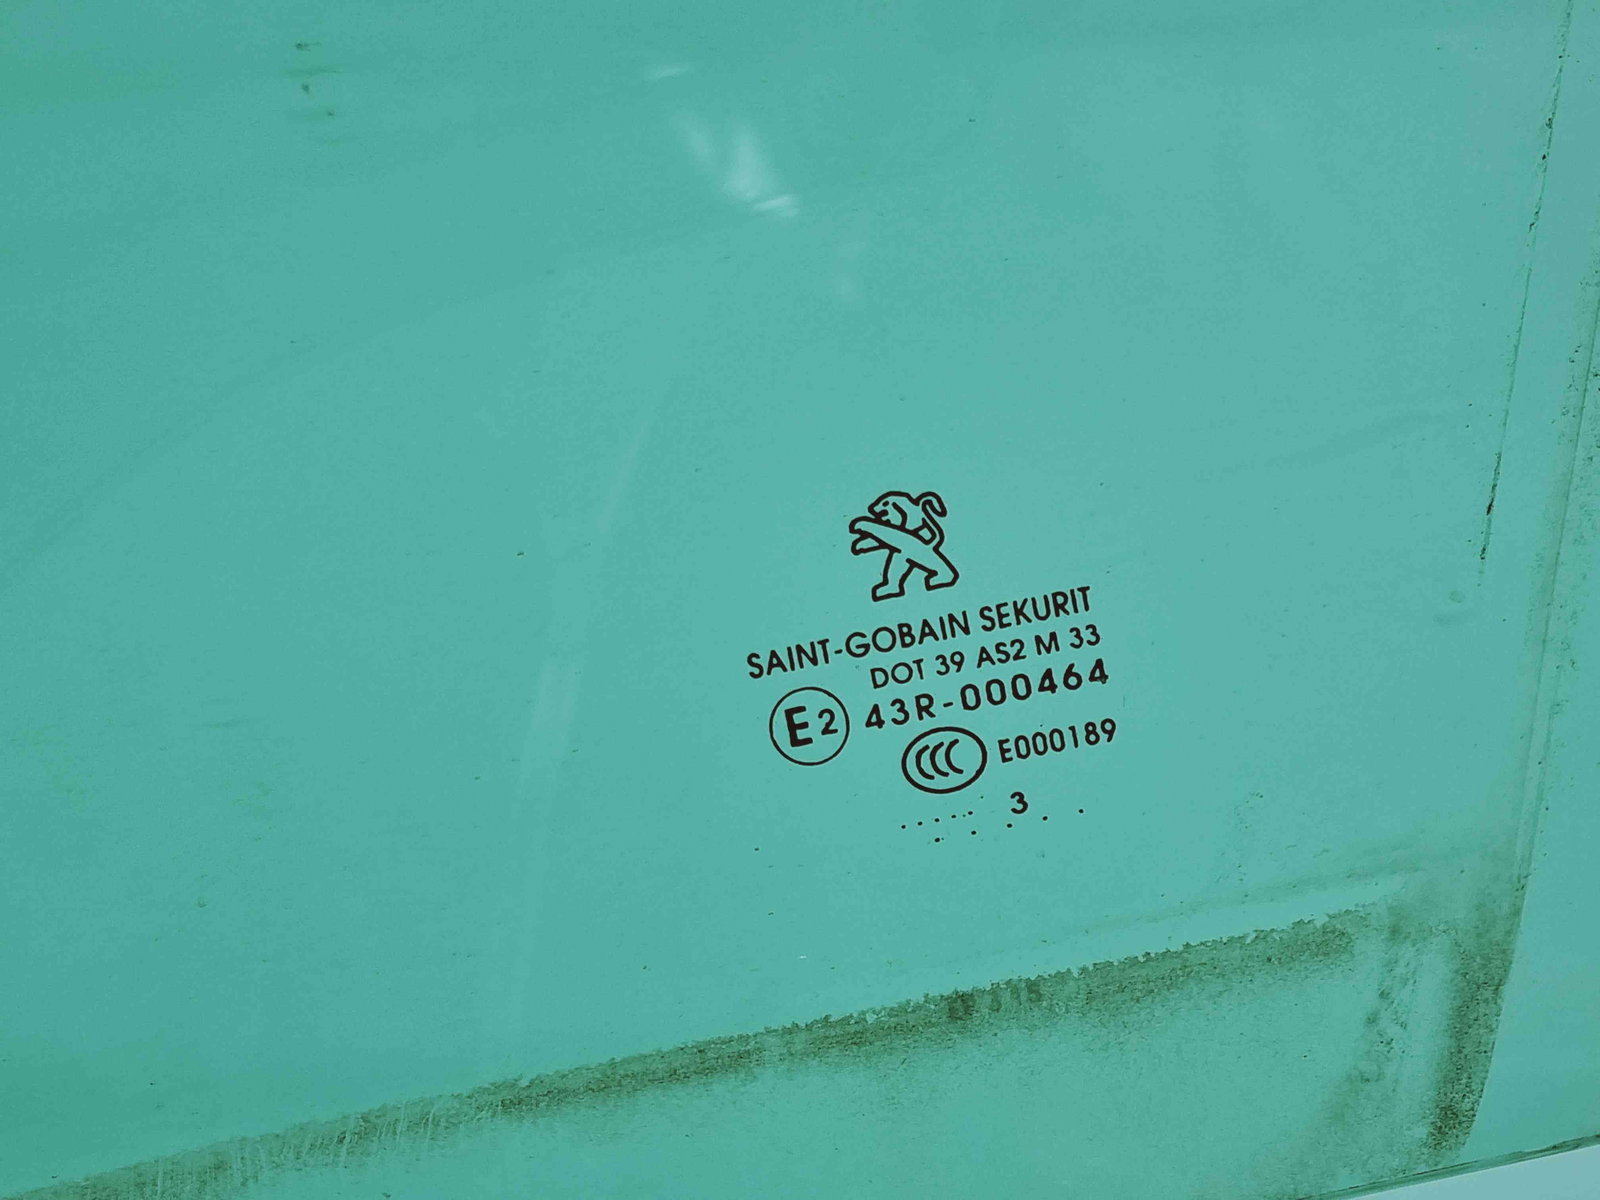 SAINT-GOBAIN SEKURIT
DOT 39 AS2 M 33
E2 43R-000464
CCC E000189
3